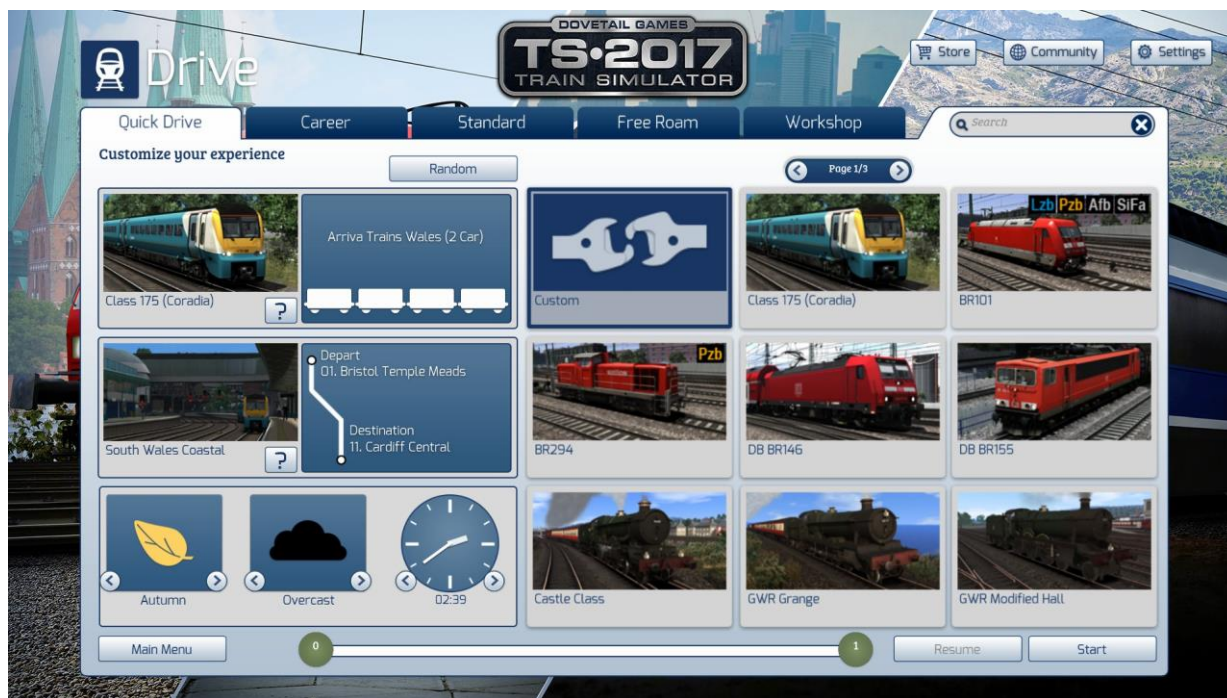 DOVETAIL GAMES
TS•2017
TRAIN SIMULATOR
Drive
Store
Community
Settings
Quick Drive
Career
Standard
Free Roam
Workshop
Search
Customize your experience
Random
Page 1/3
Arriva Trains Wales (2 Car)
Class 175 (Coradia)
?
Custom
Class 175 (Coradia)
Lzb Pzb Afb SiFa
BR101
Depart
01. Bristol Temple Meads
Destination
11. Cardiff Central
South Wales Coastal
?
Pzb
BR294
DB BR146
DB BR155
Autumn
Overcast
02:39
Castle Class
GWR Grange
GWR Modified Hall
Main Menu
0
1
Resume
Start